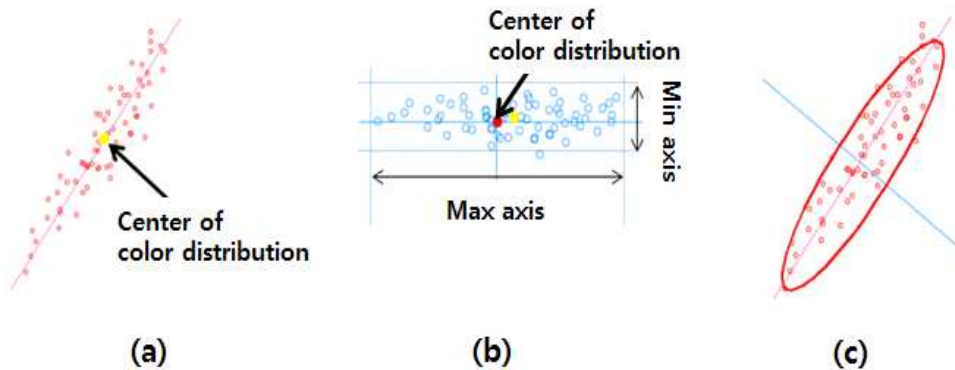 Center of
color distribution
Center of
color distribution
Min axis
Max axis
(a)
(b)
(c)